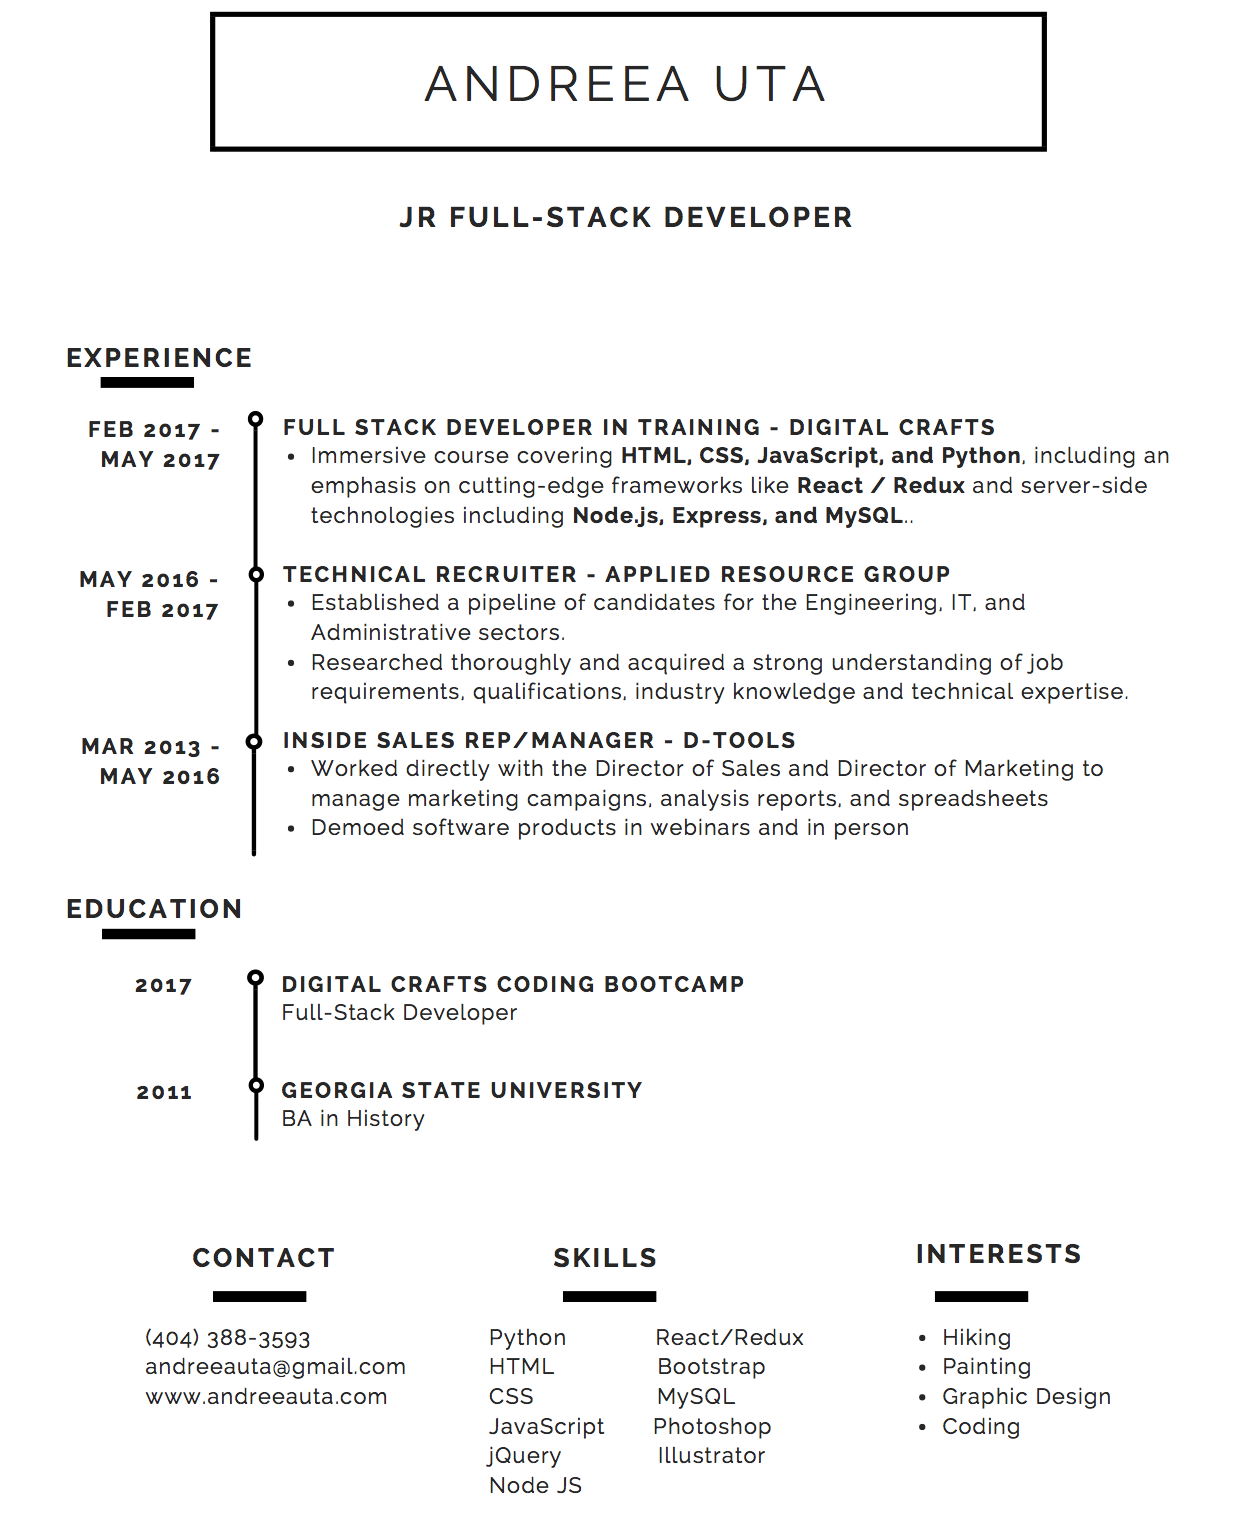 ANDREEA UTA
JR FULL-STACK DEVELOPER
EXPERIENCE
FEB 2017 -
MAY 2017
FULL STACK DEVELOPER IN TRAINING - DIGITAL CRAFTS
• Immersive course covering HTML, CSS, JavaScript, and Python, including an
emphasis on cutting-edge frameworks like React / Redux and server-side
technologies including Node.js, Express, and MySQL..
MAY 2016 -
FEB 2017
TECHNICAL RECRUITER - APPLIED RESOURCE GROUP
• Established a pipeline of candidates for the Engineering, IT, and
Administrative sectors.
• Researched thoroughly and acquired a strong understanding of job
requirements, qualifications, industry knowledge and technical expertise.
MAR 2013 -
MAY 2016
INSIDE SALES REP/MANAGER - D-TOOLS
• Worked directly with the Director of Sales and Director of Marketing to
manage marketing campaigns, analysis reports, and spreadsheets
• Demoed software products in webinars and in person
EDUCATION
2017
DIGITAL CRAFTS CODING BOOTCAMP
Full-Stack Developer
2011
GEORGIA STATE UNIVERSITY
BA in History
CONTACT
(404) 388-3593
andreeauta@gmail.com
www.andreeauta.com
SKILLS
Python
HTML
CSS
JavaScript
jQuery
Node JS
React/Redux
Bootstrap
MySQL
Photoshop
Illustrator
INTERESTS
• Hiking
• Painting
• Graphic Design
• Coding